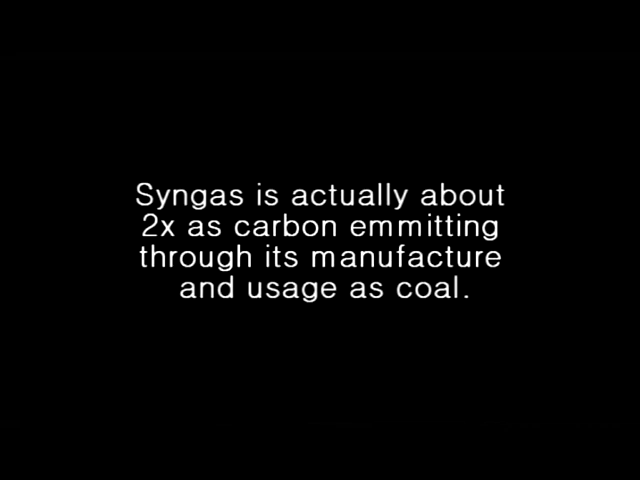 Syngas is actually about
2x as carbon emmitting
through its manufacture
and usage as coal.